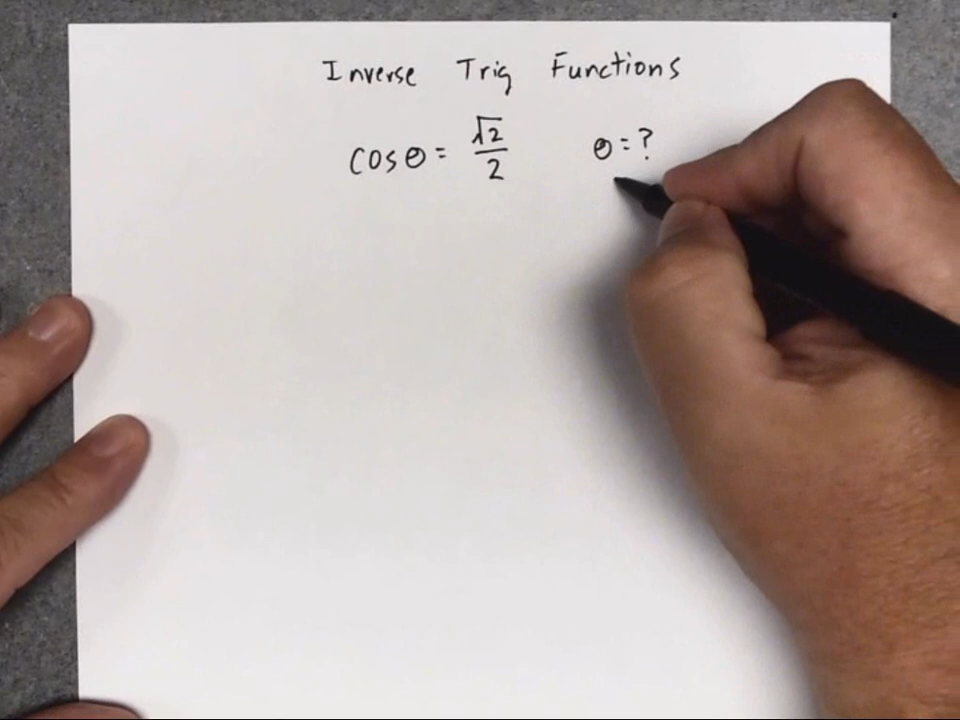 Inverse Trig Functions
cosθ = √2/2 θ = ?